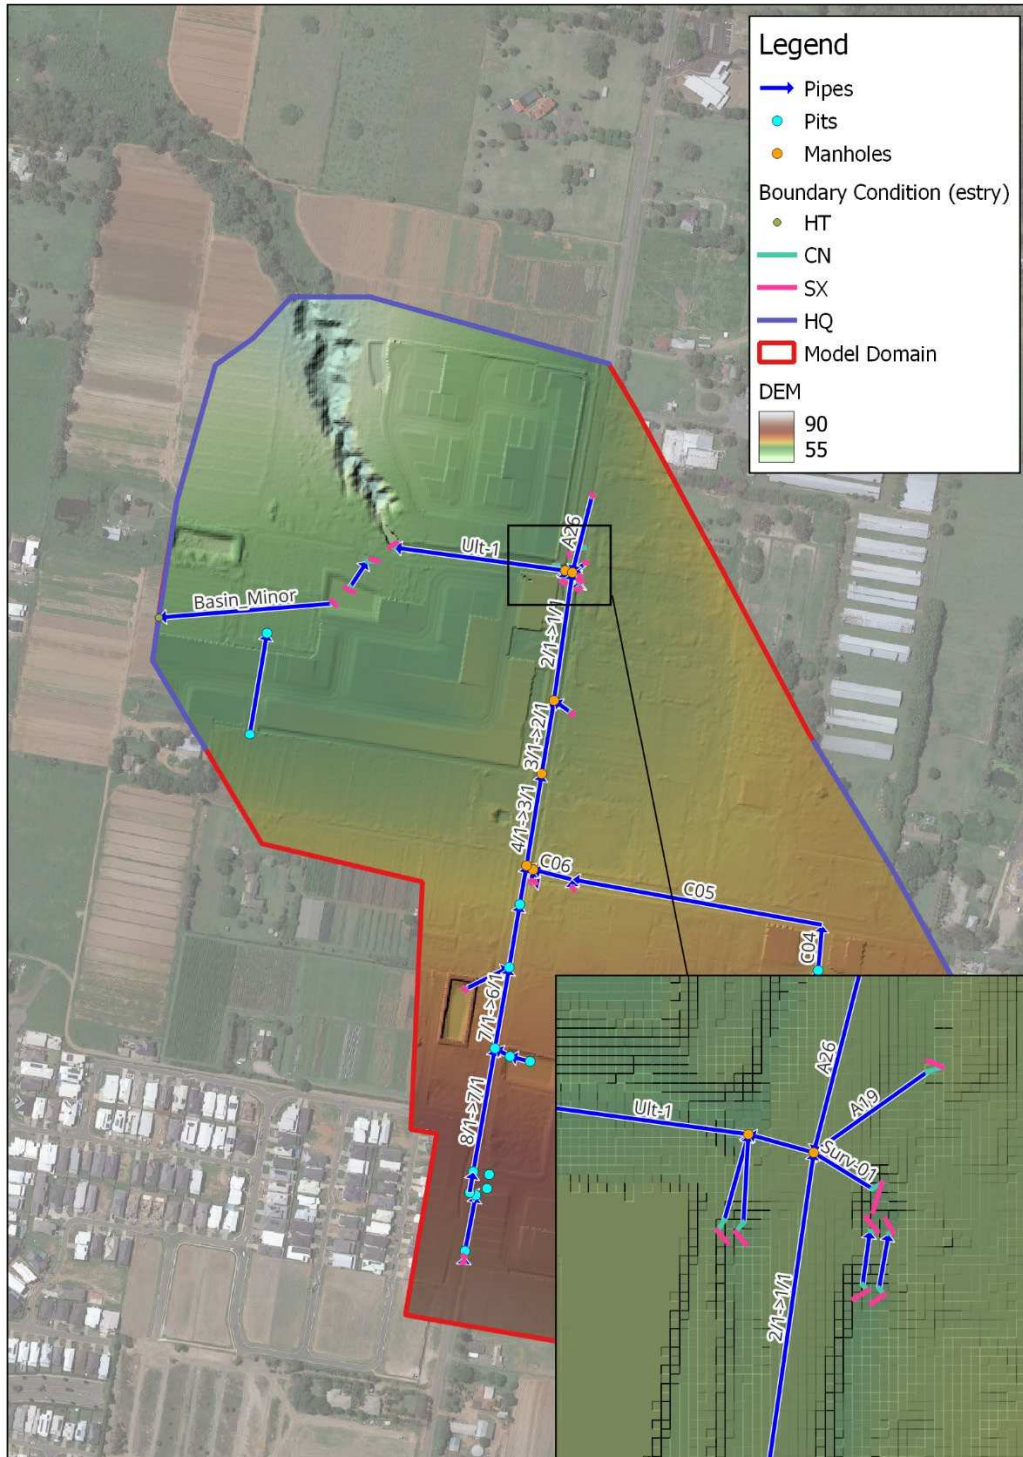 Legend
Pipes
Pits
Manholes
Boundary Condition (estry)
HT
CN
SX
HQ
Model Domain
DEM
90
55
A26
Ult-1
Basin_Minor
2/1->1/1
3/1->2/1
4/1->3/1
C06
C05
C04
7/1->6/1
8/1->7/1
A26
Ult-1
A19
Surv-01
2/1->1/1